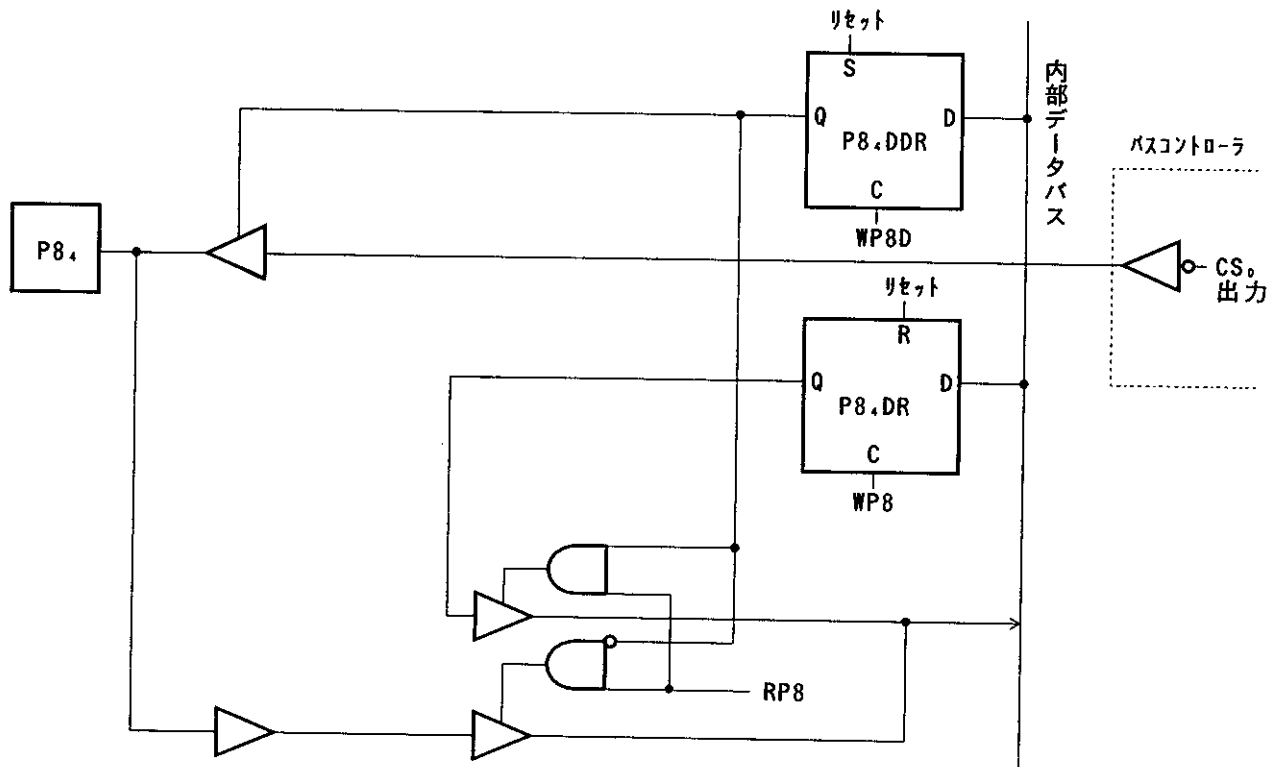 リセット
S
Q
D
P8₄DDR
C
WP8D
内部データバス
バスコントローラ
P8₄
CS₀
出力
リセット
R
Q
D
P8₄DR
C
WP8
RP8